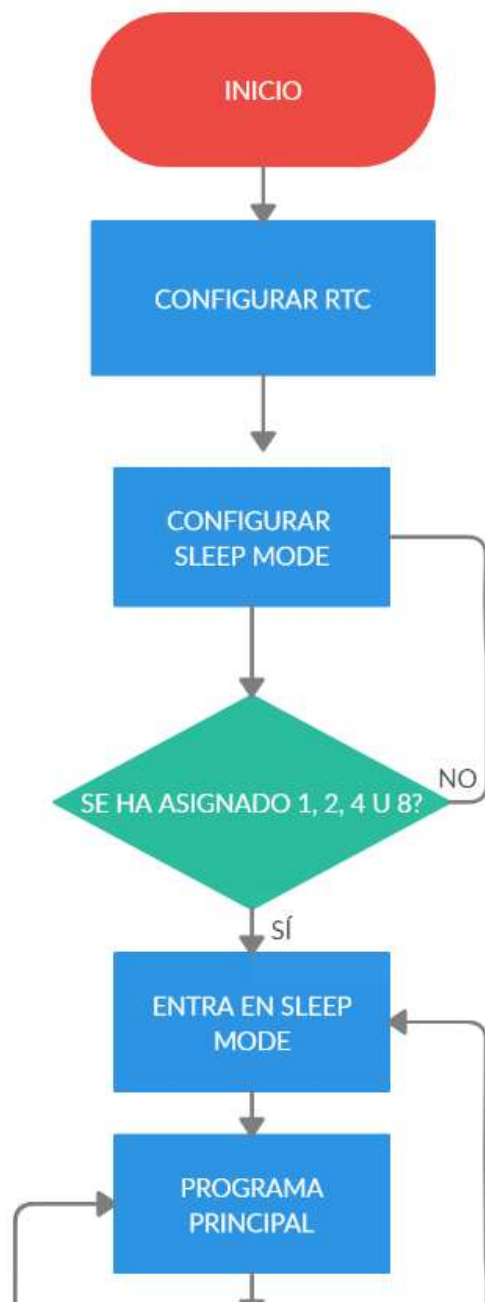 INICIO
CONFIGURAR RTC
CONFIGURAR
SLEEP MODE
SE HA ASIGNADO 1, 2, 4 U 8?
NO
SÍ
ENTRA EN SLEEP
MODE
PROGRAMA
PRINCIPAL